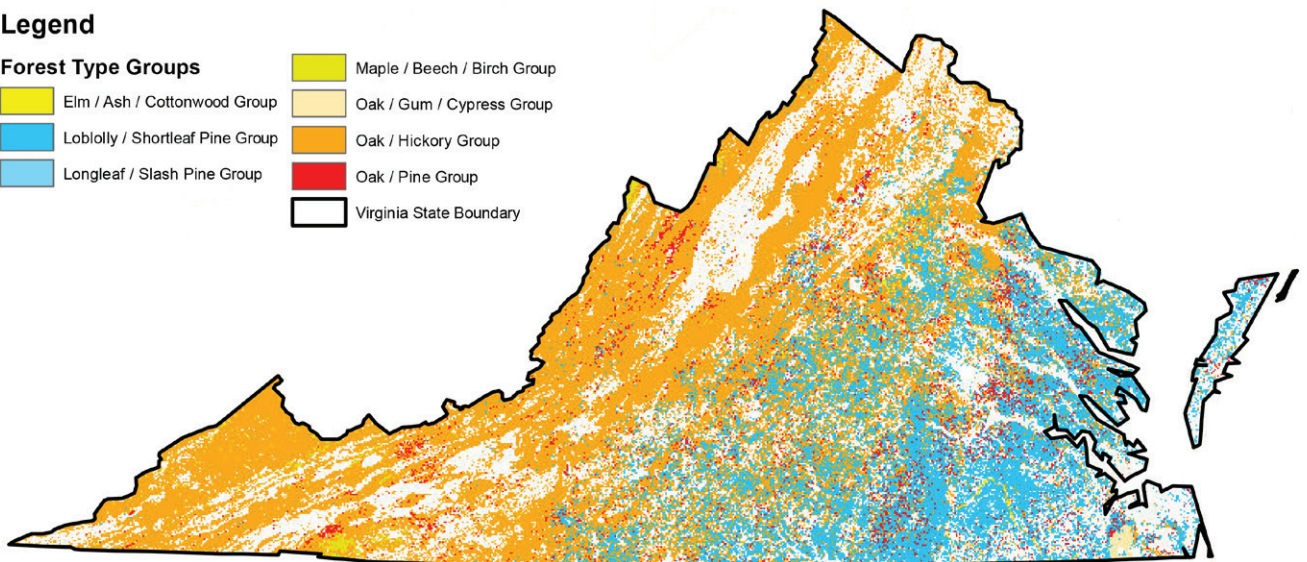 Legend
Forest Type Groups
Elm / Ash / Cottonwood Group
Loblolly / Shortleaf Pine Group
Longleaf / Slash Pine Group
Maple / Beech / Birch Group
Oak / Gum / Cypress Group
Oak / Hickory Group
Oak / Pine Group
Virginia State Boundary